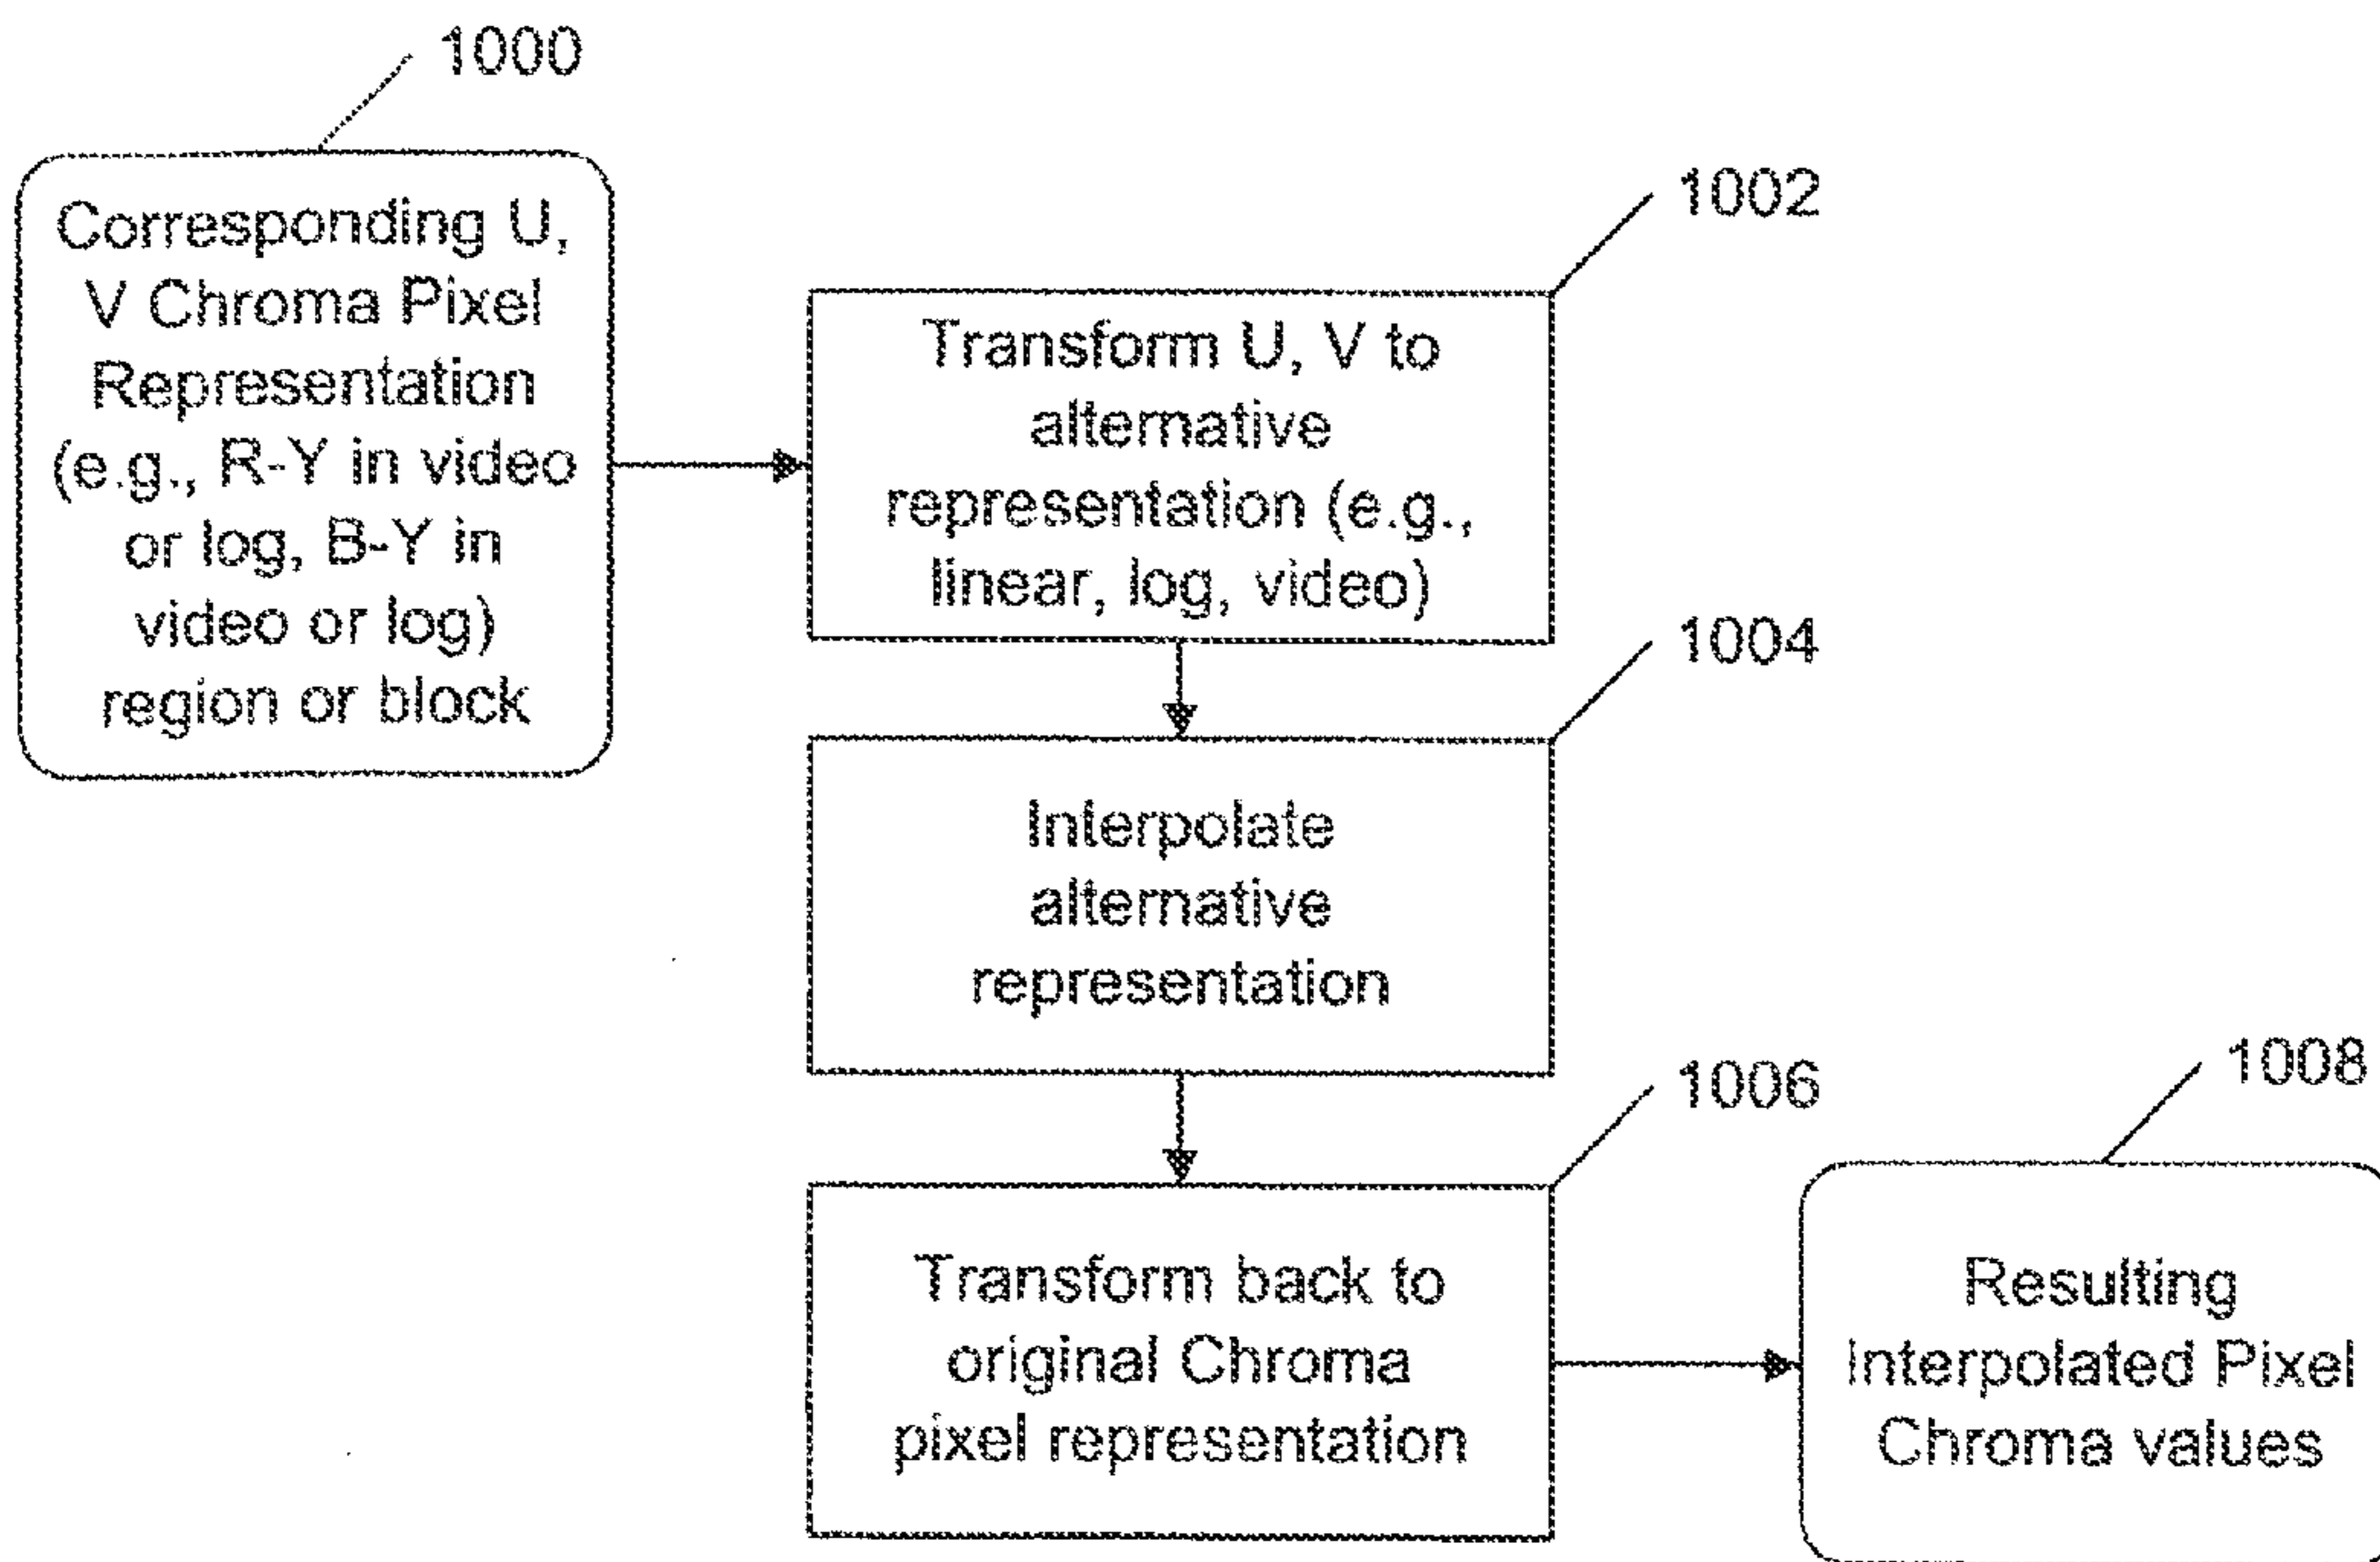 1000
Corresponding U,
V Chroma Pixel
Representation
(e.g., R-Y in video
or log, B-Y in
video or log)
region or block
1002
Transform U, V to
alternative
representation (e.g.,
linear, log, video)
1004
Interpolate
alternative
representation
1006
Transform back to
original Chroma
pixel representation
1008
Resulting
Interpolated Pixel
Chroma values